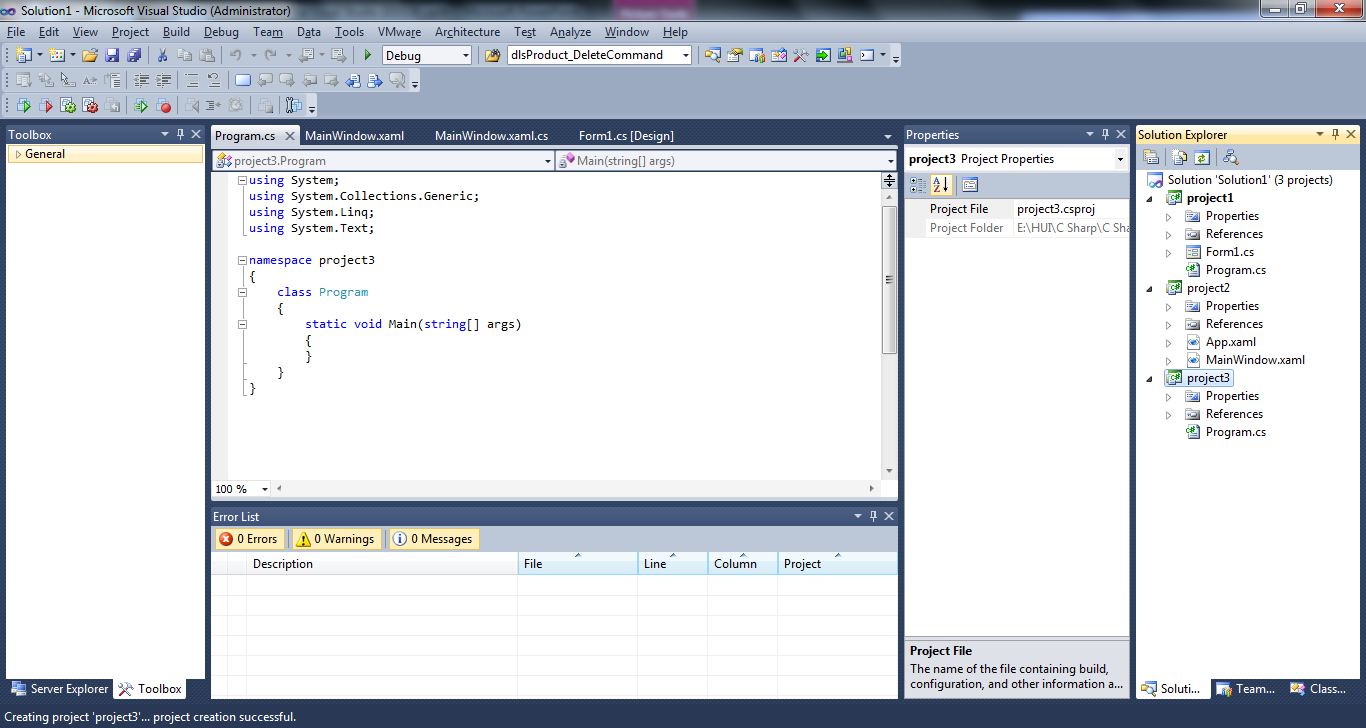 Solution1 - Microsoft Visual Studio (Administrator)
File Edit View Project Build Debug Team Data Tools VMware Architecture Test Analyze Window Help
Debug dlsProduct_DeleteCommand
Toolbox
General
Server Explorer Toolbox
Program.cs MainWindow.xaml MainWindow.xaml.cs Form1.cs [Design]
project3.Program Main(string[] args)
using System;
using System.Collections.Generic;
using System.Linq;
using System.Text;
namespace project3
{
class Program
{
static void Main(string[] args)
{
}
}
}
100 %
Error List
0 Errors 0 Warnings 0 Messages
Description File Line Column Project
Properties
project3 Project Properties
Project File project3.csproj
Project Folder E:\HUI\C Sharp\C Sha
Project File
The name of the file containing build,
configuration, and other information a...
Solution Explorer
Solution 'Solution1' (3 projects)
project1
Properties
References
Form1.cs
Program.cs
project2
Properties
References
App.xaml
MainWindow.xaml
project3
Properties
References
Program.cs
Soluti... Team... Class...
Creating project 'project3'... project creation successful.